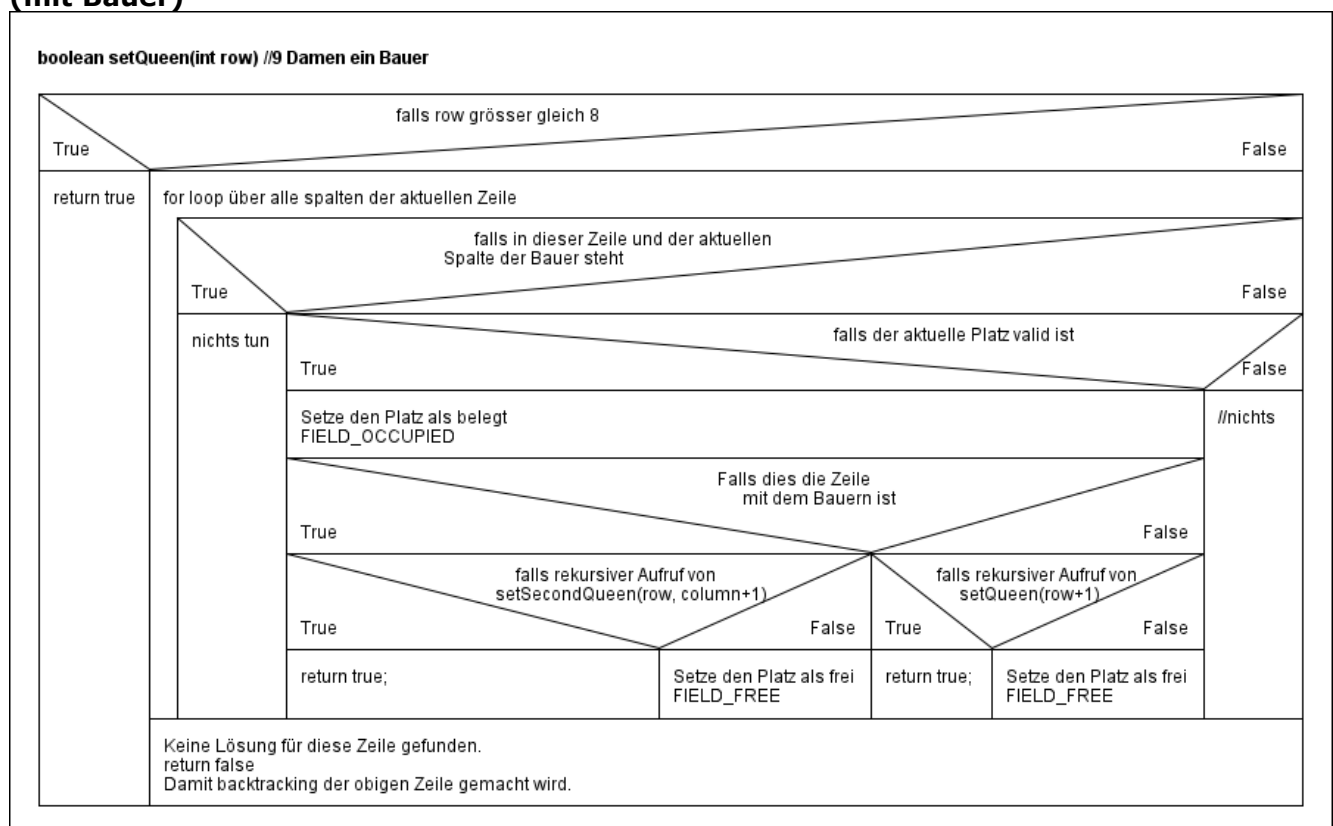 (mit Bauer)
boolean setQueen(int row) //9 Damen ein Bauer
falls row grösser gleich 8
True
False
return true
for loop über alle spalten der aktuellen Zeile
falls in dieser Zeile und der aktuellen
Spalte der Bauer steht
True
False
nichts tun
falls der aktuelle Platz valid ist
True
False
Setze den Platz als belegt
FIELD_OCCUPIED
//nichts
Falls dies die Zeile
mit dem Bauern ist
True
False
falls rekursiver Aufruf von
setSecondQueen(row, column+1)
True
False
falls rekursiver Aufruf von
setQueen(row+1)
True
False
return true;
Setze den Platz als frei
FIELD_FREE
return true;
Setze den Platz als frei
FIELD_FREE
Keine Lösung für diese Zeile gefunden.
return false
Damit backtracking der obigen Zeile gemacht wird.